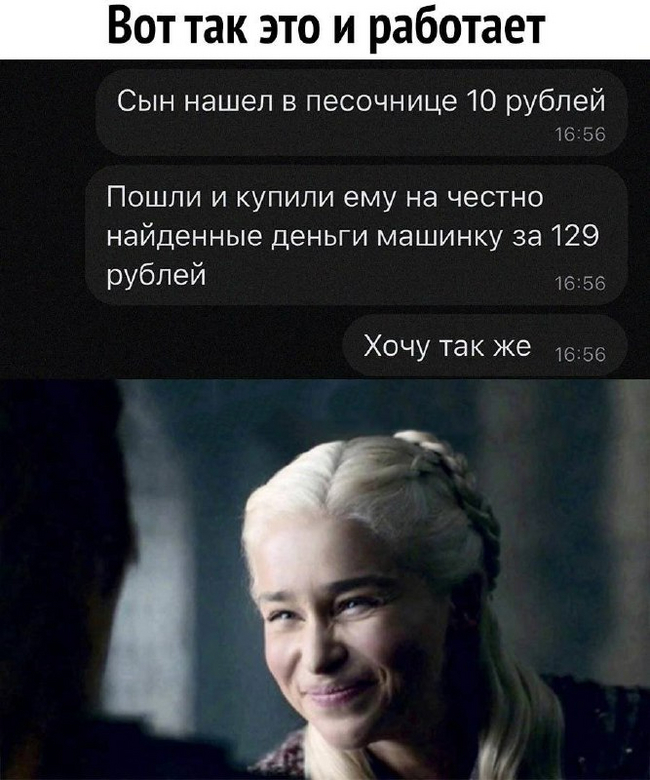 Вот так это и работает
Сын нашел в песочнице 10 рублей
16:56
Пошли и купили ему на честно
найденные деньги машинку за 129
рублей
16:56
Хочу так же 16:56